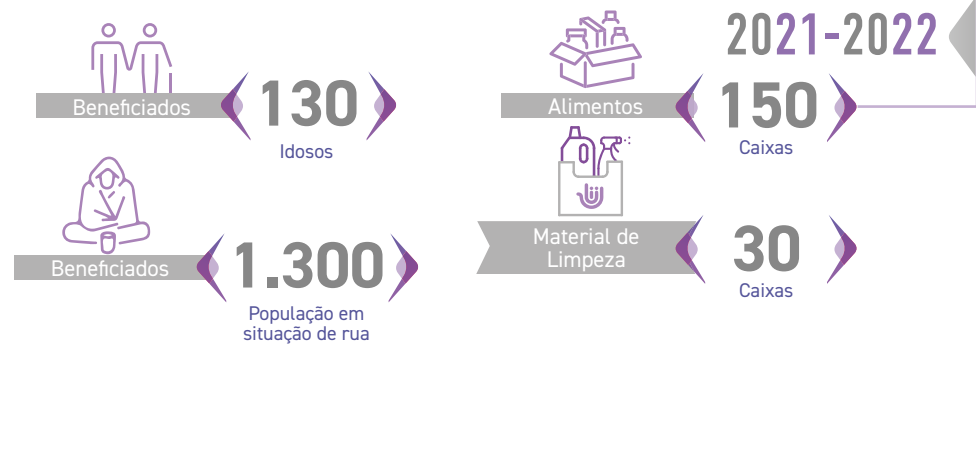 2021-2022
Beneficiados
130
Idosos
Beneficiados
1.300
População em
situação de rua
Alimentos
150
Caixas
Material de
Limpeza
30
Caixas